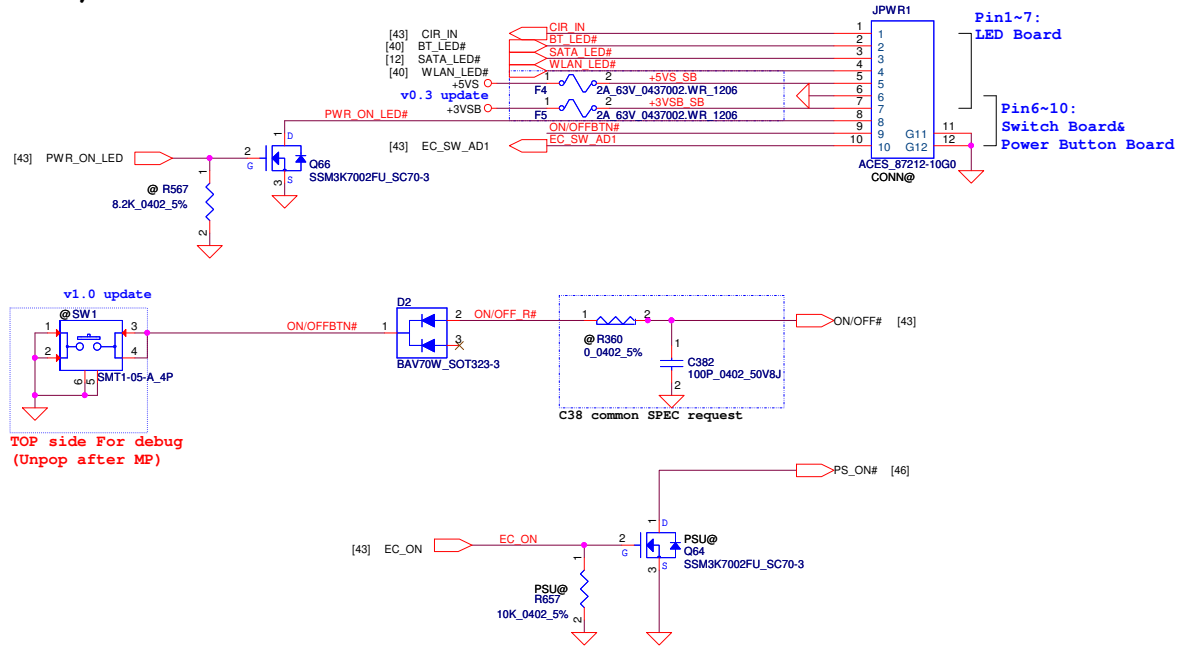 JPWR1
Pin1~7:
LED Board
[43] CIR_IN
CIR_IN
1 1
[40] BT_LED#
BT_LED#
2 2
[12] SATA_LED#
SATA_LED#
3 3
[40] WLAN_LED#
WLAN_LED#
4 4
+5VS
1 2
+5VS_SB
5 5
v0.3 update
F4
2A_63V_0437002.WR_1206
6 6
+3VSB
1 2
+3VSB_SB
7 7
Pin6~10:
Switch Board&
Power Button Board
F5
2A_63V_0437002.WR_1206
PWR_ON_LED#
8 8
ON/OFFBTN#
9 9
G11 11
[43] EC_SW_AD1
EC_SW_AD1
10 10
G12 12
ACES_87212-10G0
CONN@
[43] PWR_ON_LED
2
G
1
D
3
S
Q66
SSM3K7002FU_SC70-3
1
@ R567
8.2K_0402_5%
2
v1.0 update
@SW1
1 3
2 4
6 5
SMT1-05-A_4P
TOP side For debug
(Unpop after MP)
ON/OFFBTN#
D2
1
2
3
BAV70W_SOT323-3
ON/OFF_R#
1 2
@R360
0_0402_5%
1
C382
100P_0402_50V8J
2
C38 common SPEC request
ON/OFF# [43]
PS_ON# [46]
[43] EC_ON
EC_ON
2
G
1
D
3
S
PSU@
Q64
SSM3K7002FU_SC70-3
1
PSU@
R657
10K_0402_5%
2